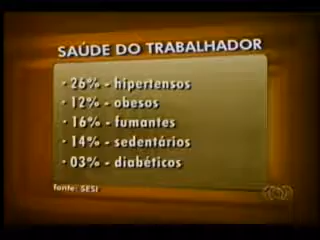 SAÚDE DO TRABALHADOR
· 26% - hipertensos
· 12% - obesos
· 16% - fumantes
· 14% - sedentários
· 03% - diabéticos
fonte: SESI